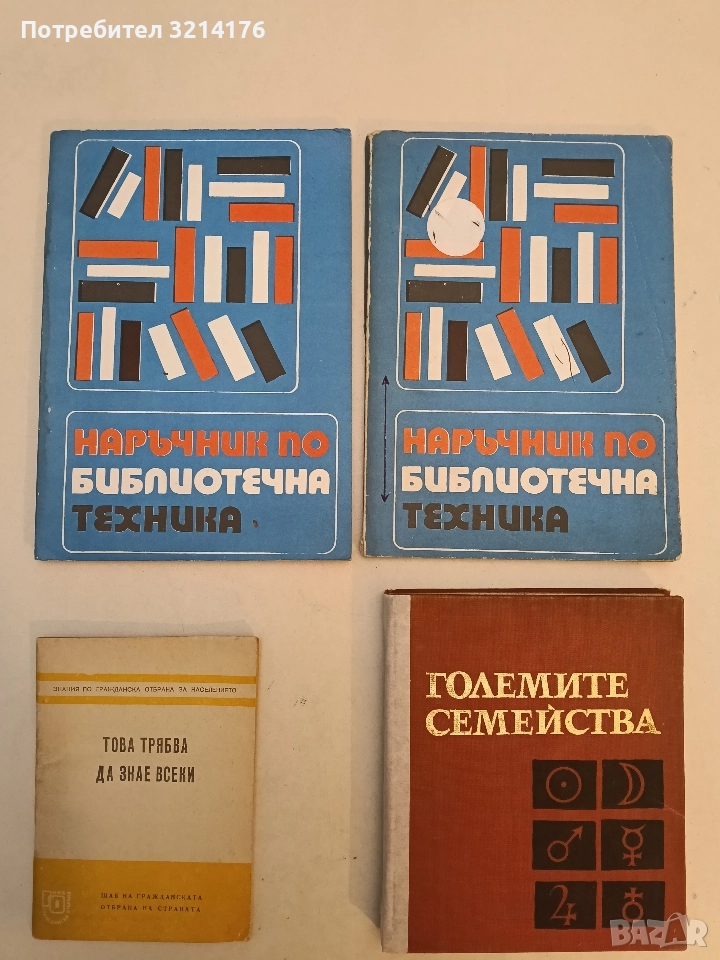 Потребител 3214176
НАРЪЧНИК ПО
БИБЛИОТЕЧНА
ТЕХНИКА
НАРЪЧНИК ПО
БИБЛИОТЕЧНА
ТЕХНИКА
ЗНАНИЯ ПО ГРАЖДАНСКА ОТБРАНА ЗА НАСЕЛЕНИЕТО
ТОВА ТРЯБВА
ДА ЗНАЕ ВСЕКИ
ЩАБ НА ГРАЖДАНСКАТА
ОТБРАНА НА СТРАНАТА
ГОЛЕМИТЕ
СЕМЕЙСТВА
BAZAR